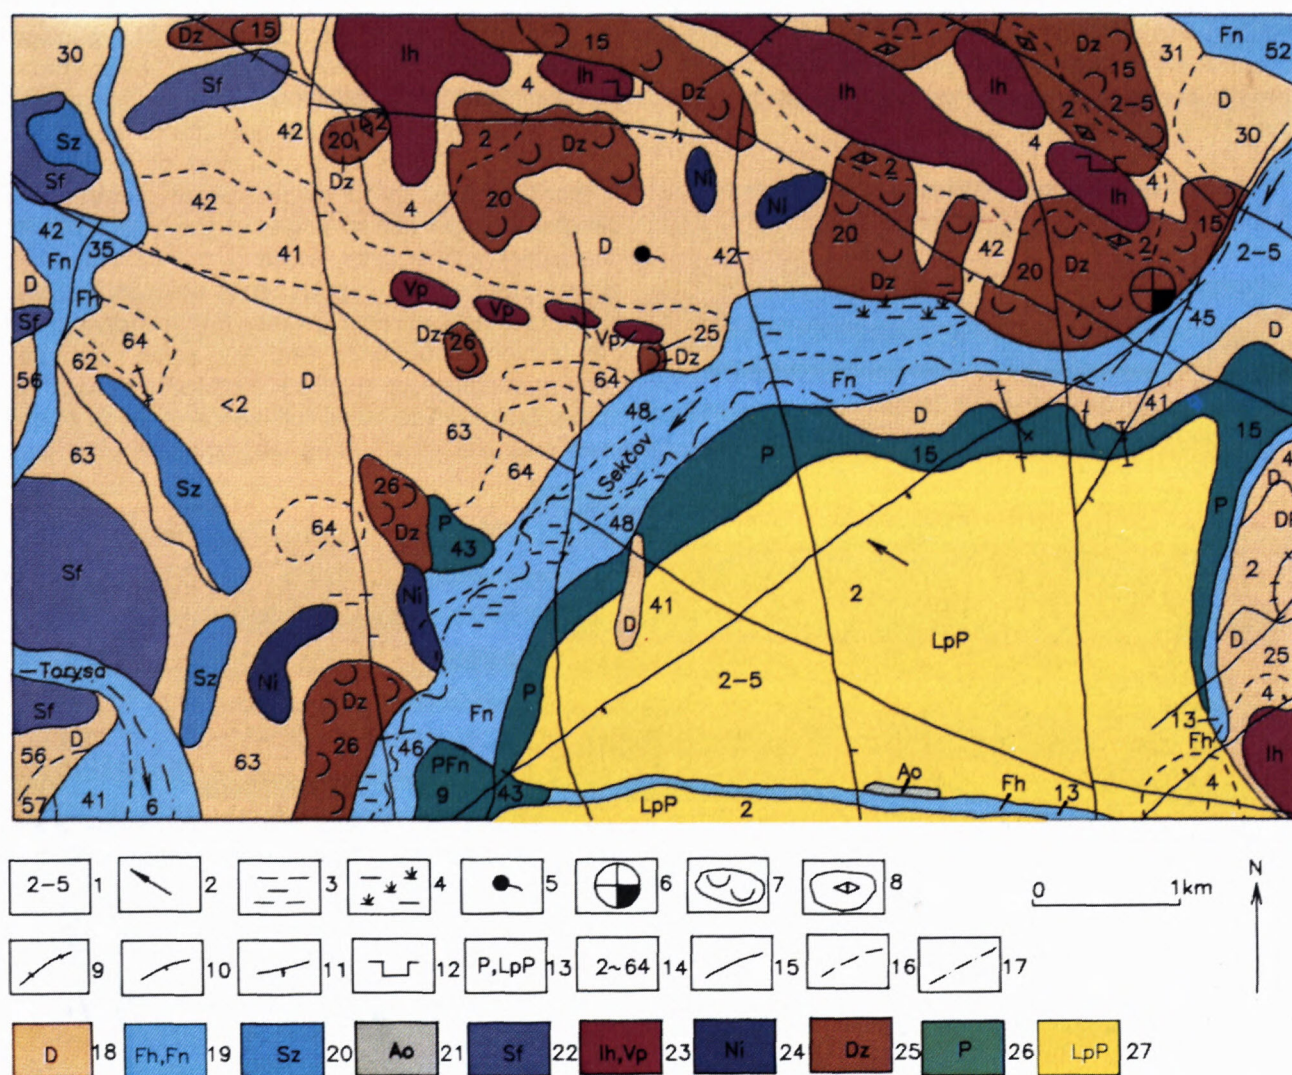 Dz 15 Ih 15 Dz 31 Fn 52
30 Sf 4 Ih Dz Ih Ih 15 2-5 D
Sz 42 20 2 2 Dz 2 4 30
Sf Dz 20 Ni Ni 2 4 Ih
42 42 4 20 42 Dz 2 15
35 41 D 42 20 2-5
D Fn Dz
Fh Vp Vp 45
Sf 64 Dz 26 Vp 25 Dz D
62 64 Fn
56 D 48 41
<2 63 D 15
63 64 Sekčov P 15
Sz 26 P D
64 Dz 43 48 P
Sf 2
Ni 41 2 LpP
D D
Torysa Sz Ni Dz P 2-5 25
Sf Fn 4
56 D 63 26 46 PFn 13 Fh Ih
57 41 6 9 43 LpP 2 Ao Fh 13 4
2-5 1 2 3 4 5 6 7 8 0 1km N
9 10 11 12 P,LpP 13 2~64 14 15 16 17
D 18 Fh,Fn 19 Sz 20 Ao 21 Sf 22 Ih,Vp 23 Ni 24 Dz 25 P 26 LpP 27